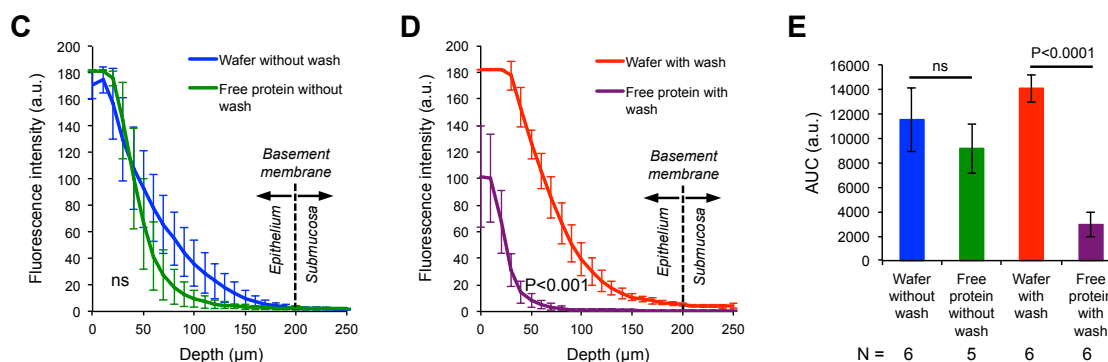 C
Fluorescence intensity (a.u.)
200
180
160
140
120
100
80
60
40
20
0
Wafer without wash
Free protein without
wash
Basement
membrane
Epithelium
Submucosa
ns
0
50
100
150
200
250
Depth (µm)
D
Fluorescence intensity (a.u.)
200
180
160
140
120
100
80
60
40
20
0
Wafer with wash
Free protein with
wash
Basement
membrane
Epithelium
Submucosa
P<0.001
0
50
100
150
200
250
Depth (µm)
E
AUC (a.u.)
16000
14000
12000
10000
8000
6000
4000
2000
0
ns
P<0.0001
Wafer
without
wash
Free
protein
without
wash
Wafer
with
wash
Free
protein
with
wash
N = 6 5 6 6